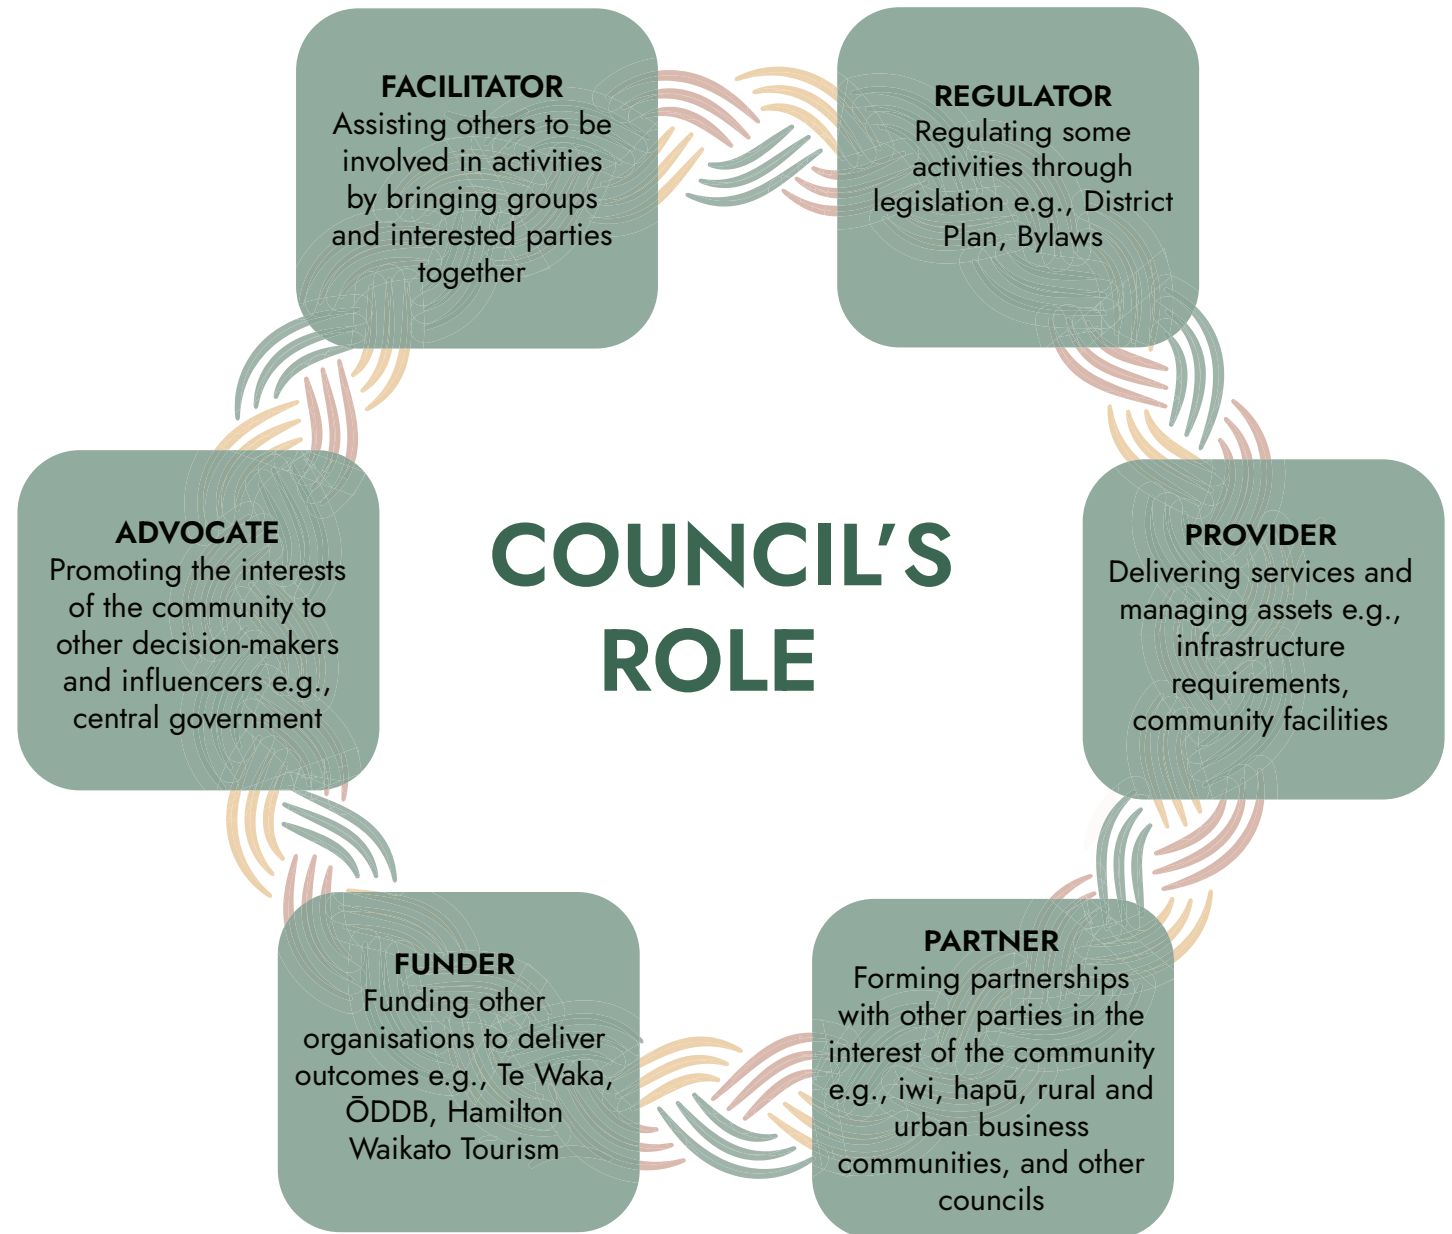 FACILITATOR
Assisting others to be
involved in activities
by bringing groups
and interested parties
together
REGULATOR
Regulating some
activities through
legislation e.g., District
Plan, Bylaws
ADVOCATE
Promoting the interests
of the community to
other decision-makers
and influencers e.g.,
central government
COUNCIL’S
ROLE
PROVIDER
Delivering services and
managing assets e.g.,
infrastructure
requirements,
community facilities
FUNDER
Funding other
organisations to deliver
outcomes e.g., Te Waka,
ŌDDB, Hamilton
Waikato Tourism
PARTNER
Forming partnerships
with other parties in the
interest of the community
e.g., iwi, hapū, rural and
urban business
communities, and other
councils